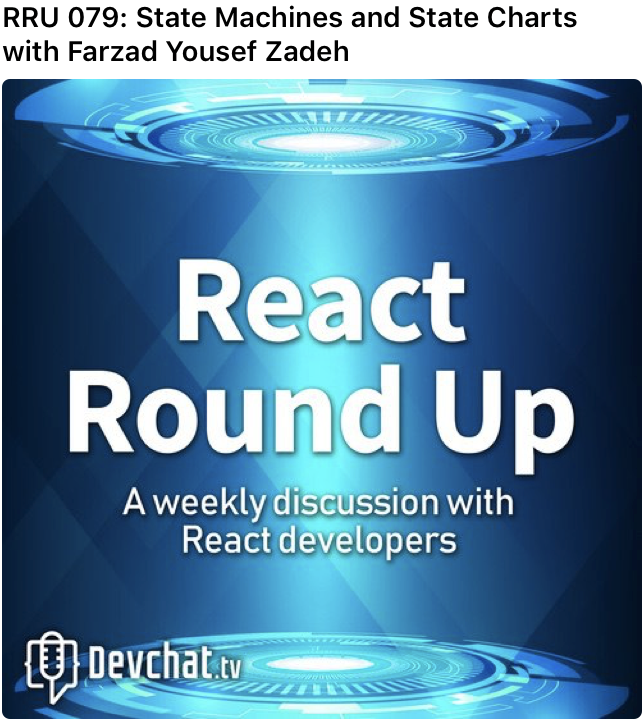 RRU 079: State Machines and State Charts
with Farzad Yousef Zadeh
React
Round Up
A weekly discussion with
React developers
Devchat.tv